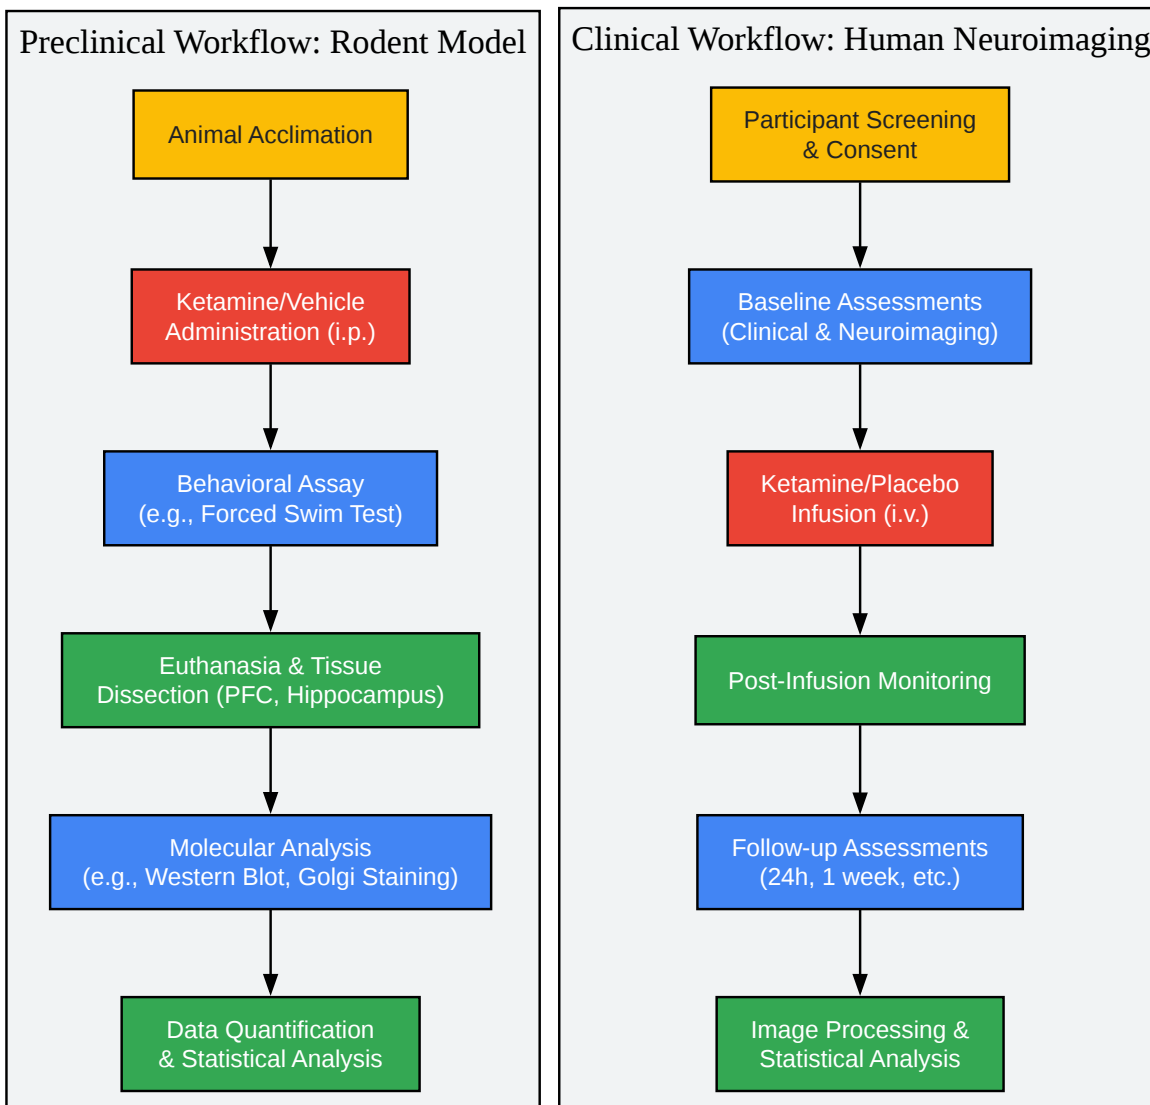 Preclinical Workflow: Rodent Model
Animal Acclimation
Ketamine/Vehicle
Administration (i.p.)
Behavioral Assay
(e.g., Forced Swim Test)
Euthanasia & Tissue
Dissection (PFC, Hippocampus)
Molecular Analysis
(e.g., Western Blot, Golgi Staining)
Data Quantification
& Statistical Analysis
Clinical Workflow: Human Neuroimaging
Participant Screening
& Consent
Baseline Assessments
(Clinical & Neuroimaging)
Ketamine/Placebo
Infusion (i.v.)
Post-Infusion Monitoring
Follow-up Assessments
(24h, 1 week, etc.)
Image Processing &
Statistical Analysis